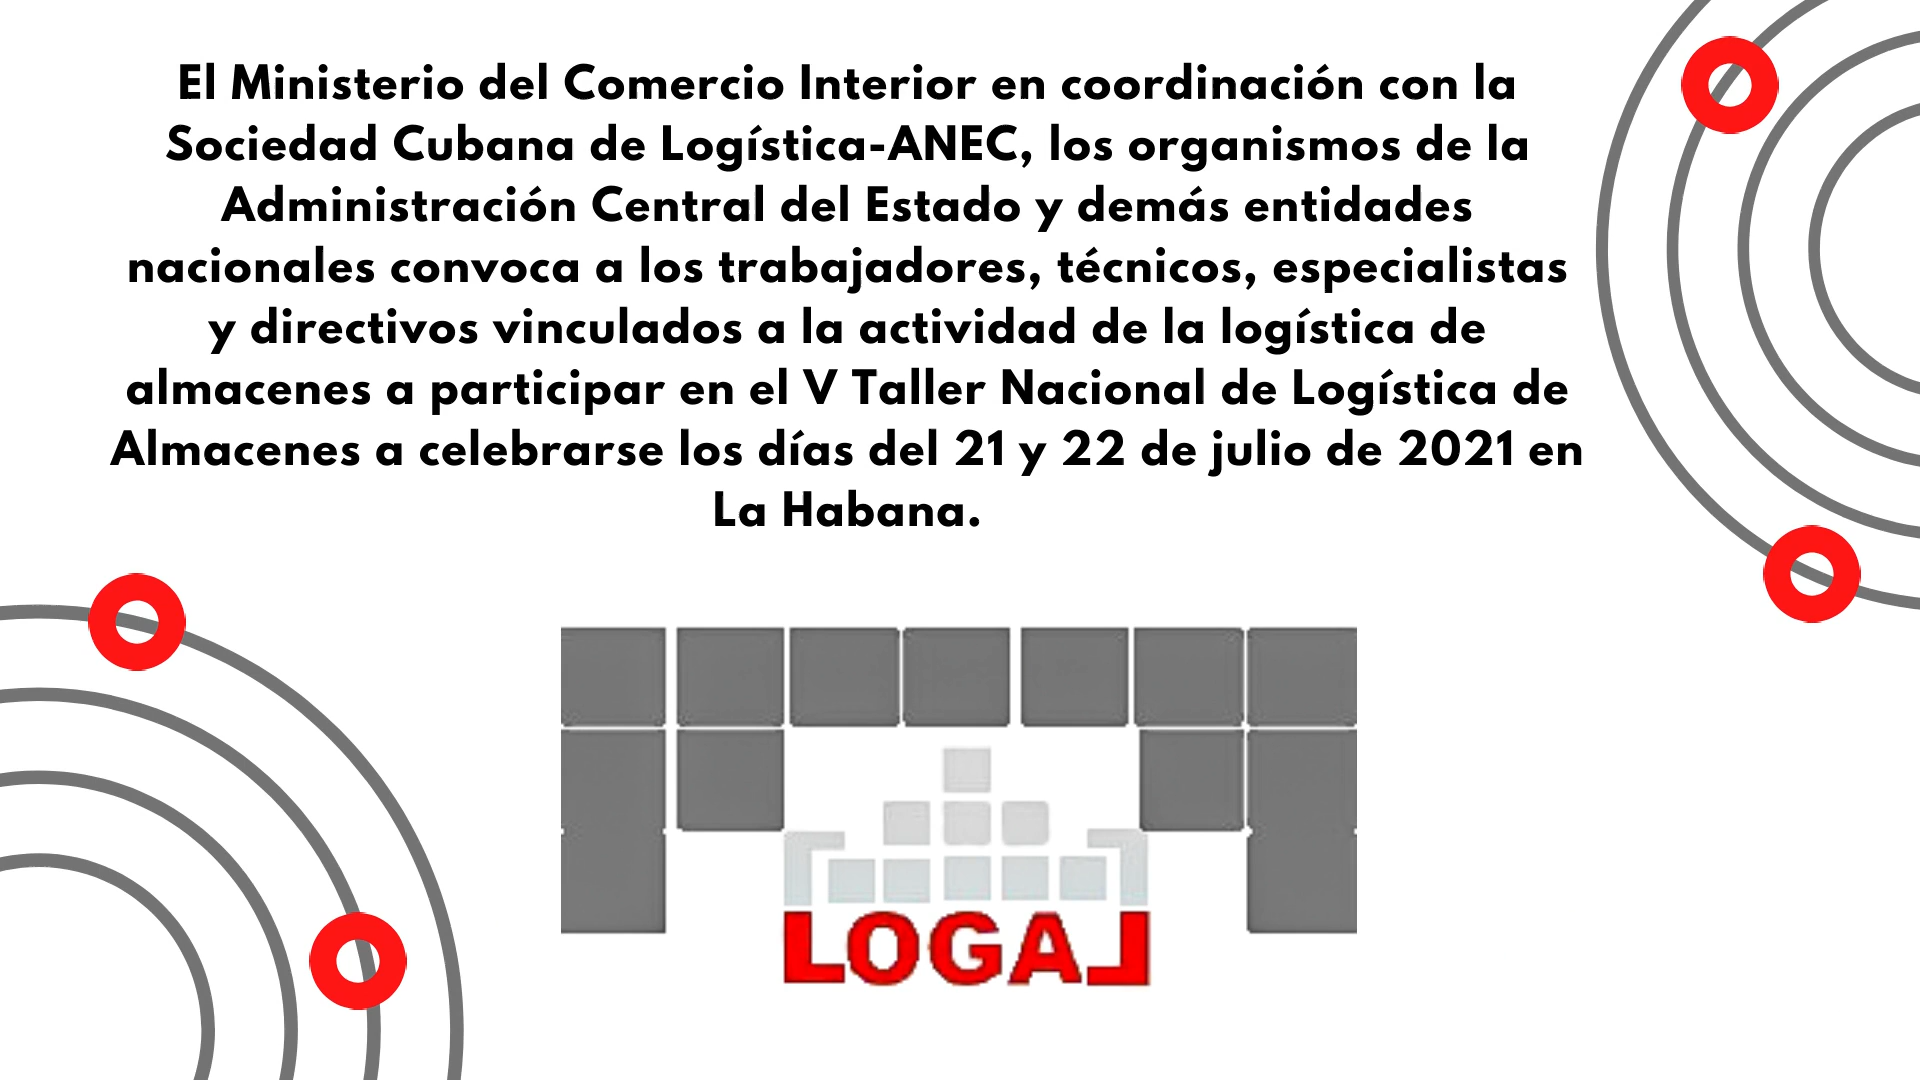 El Ministerio del Comercio Interior en coordinación con la
Sociedad Cubana de Logística-ANEC, los organismos de la
Administración Central del Estado y demás entidades
nacionales convoca a los trabajadores, técnicos, especialistas
y directivos vinculados a la actividad de la logística de
almacenes a participar en el V Taller Nacional de Logística de
Almacenes a celebrarse los días del 21 y 22 de julio de 2021 en
La Habana.
LOGAL